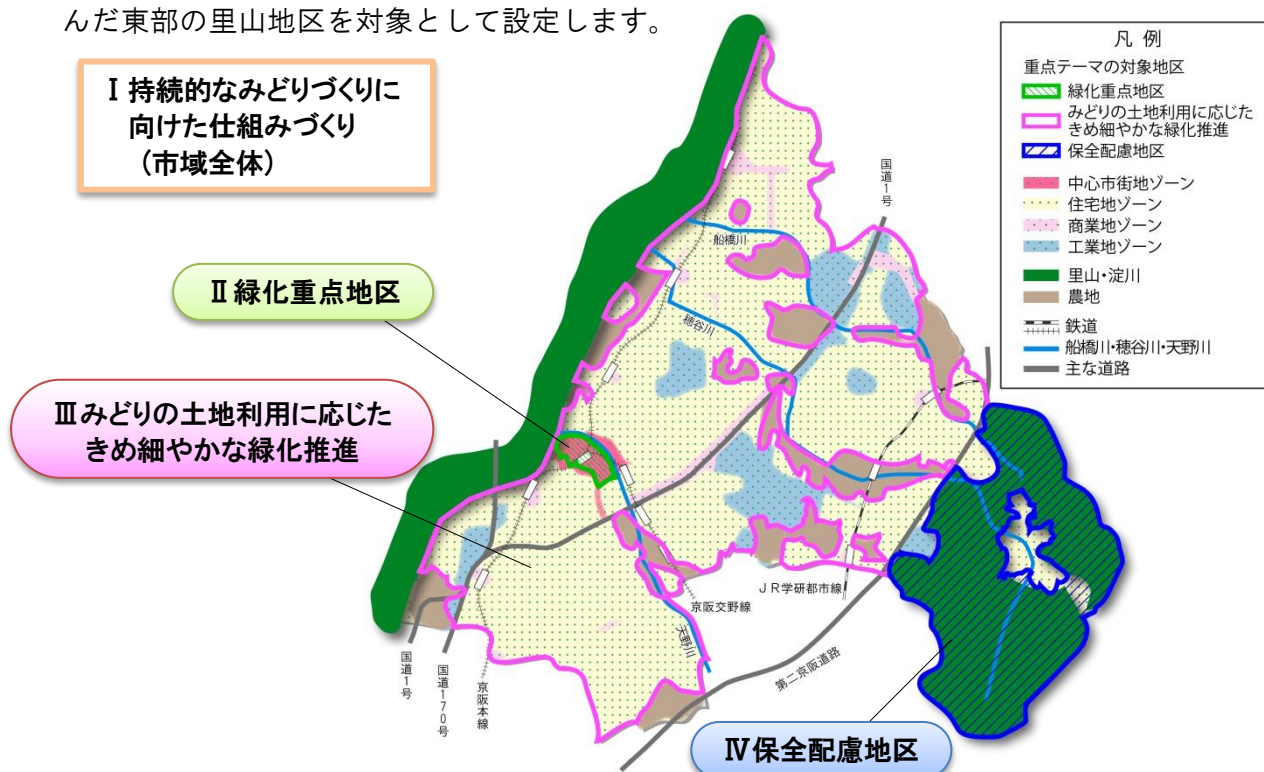 んだ東部の里山地区を対象として設定します。
Ⅰ 持続的なみどりづくりに
向けた仕組みづくり
(市域全体)
Ⅱ緑化重点地区
Ⅲみどりの土地利用に応じた
きめ細やかな緑化推進
凡 例
重点テーマの対象地区
緑化重点地区
みどりの土地利用に応じた
きめ細やかな緑化推進
保全配慮地区
中心市街地ゾーン
住宅地ゾーン
商業地ゾーン
工業地ゾーン
里山・淀川
農地
鉄道
船橋川・穂谷川・天野川
主な道路
国道1号
船橋川
穂谷川
JR学研都市線
京阪交野線
天野川
第二京阪道路
国道1号
国道170号
京阪本線
Ⅳ保全配慮地区